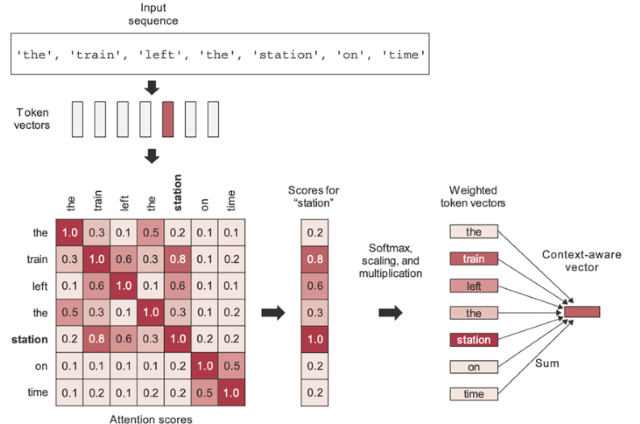 Input
sequence
'the', 'train', 'left', 'the', 'station', 'on', 'time'
Token
vectors
the train left the station on time
the 1.0 0.3 0.1 0.5 0.2 0.1 0.1
train 0.3 1.0 0.6 0.3 0.8 0.1 0.2
left 0.1 0.6 1.0 0.1 0.6 0.1 0.1
the 0.5 0.3 0.1 1.0 0.3 0.1 0.2
station 0.2 0.8 0.6 0.3 1.0 0.2 0.2
on 0.1 0.1 0.1 0.1 0.2 1.0 0.5
time 0.1 0.2 0.1 0.2 0.2 0.5 1.0
Attention scores
Scores for
"station"
0.2
0.8
0.6
0.3
1.0
0.2
0.2
Softmax,
scaling, and
multiplication
Weighted
token vectors
the
train
left
the
station
on
time
Context-aware
vector
Sum